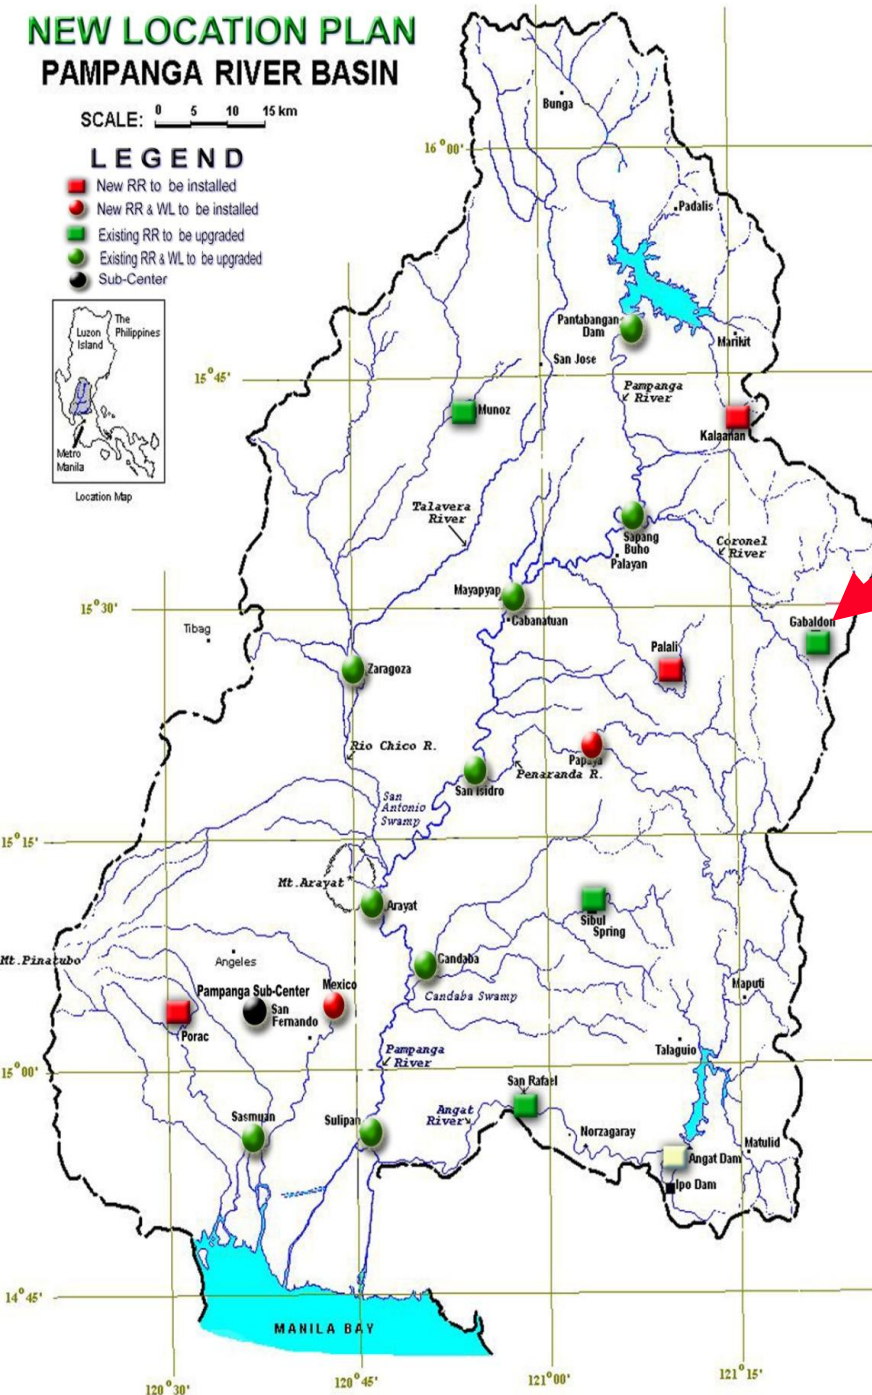 NEW LOCATION PLAN
PAMPANGA RIVER BASIN
SCALE: 0 5 10 15 km
LEGEND
New RR to be installed
New RR & WL to be installed
Existing RR to be upgraded
Existing RR & WL to be upgraded
Sub-Center
The
Philippines
Luzon
Island
Metro
Manila
Location Map
Bunga
16°00'
Padalis
Pantabangan
Dam
Marikit
San Jose
15°45'
Pampanga
River
Munoz
Kalaanan
Talavera
River
Sapang
Buho
Coronel
River
Palayan
Mayapyap
Cabanatuan
15°30'
Gabaldon
Tibag
Palali
Zaragoza
Rio Chico R.
Papaya
Penaranda R.
San Isidro
San
Antonio
Swamp
15°15'
Mt.Arayat
Arayat
Sibul
Spring
Mt.Pinatubo
Angeles
Candaba
Candaba Swamp
Maputi
Pampanga Sub-Center
San
Fernando
Mexico
Porac
Talaguio
Pampanga
River
15°00'
San Rafael
Angat
River
Sasmuan
Sulipan
Norzagaray
Matulid
Angat Dam
Ipo Dam
14°45'
MANILA BAY
120°30'
120°45'
121°00'
121°15'